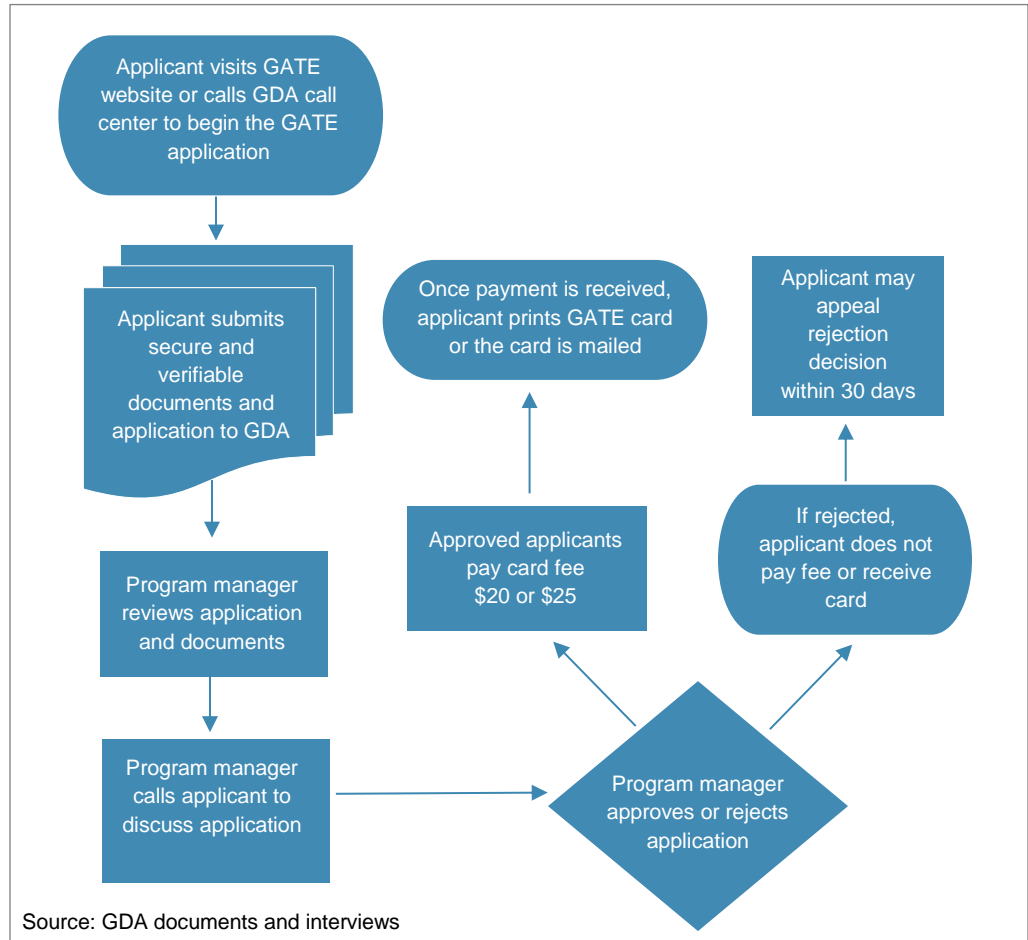 Applicant visits GATE
website or calls GDA call
center to begin the GATE
application
Applicant submits
secure and
verifiable
documents and
application to GDA
Program manager
reviews application
and documents
Program manager
calls applicant to
discuss application
Program manager
approves or rejects
application
Approved applicants
pay card fee
$20 or $25
Once payment is received,
applicant prints GATE card
or the card is mailed
If rejected,
applicant does not
pay fee or receive
card
Applicant may
appeal
rejection
decision
within 30 days
Source: GDA documents and interviews